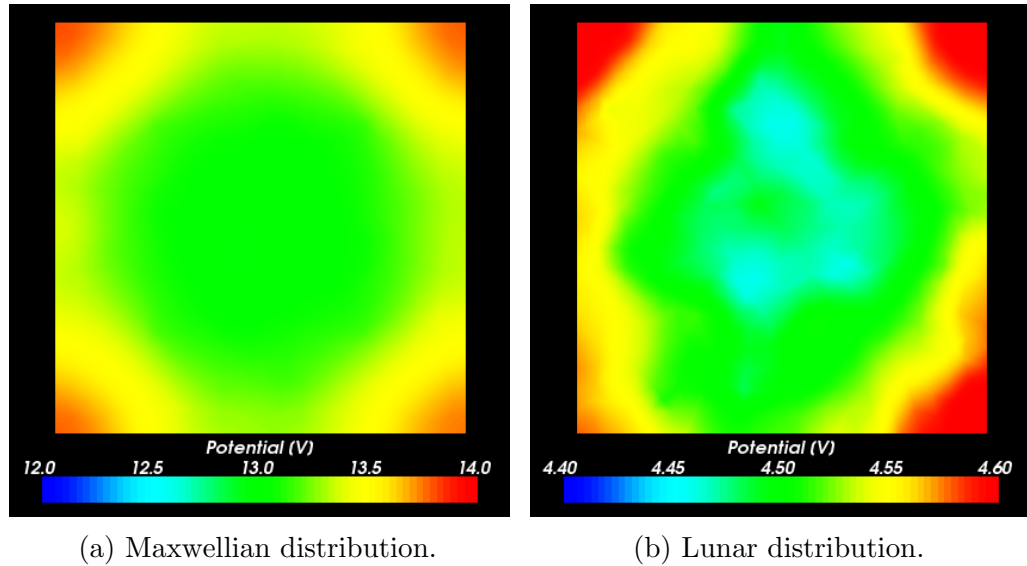 Potential (V)
12.0 12.5 13.0 13.5 14.0
Potential (V)
4.40 4.45 4.50 4.55 4.60
(a) Maxwellian distribution.
(b) Lunar distribution.